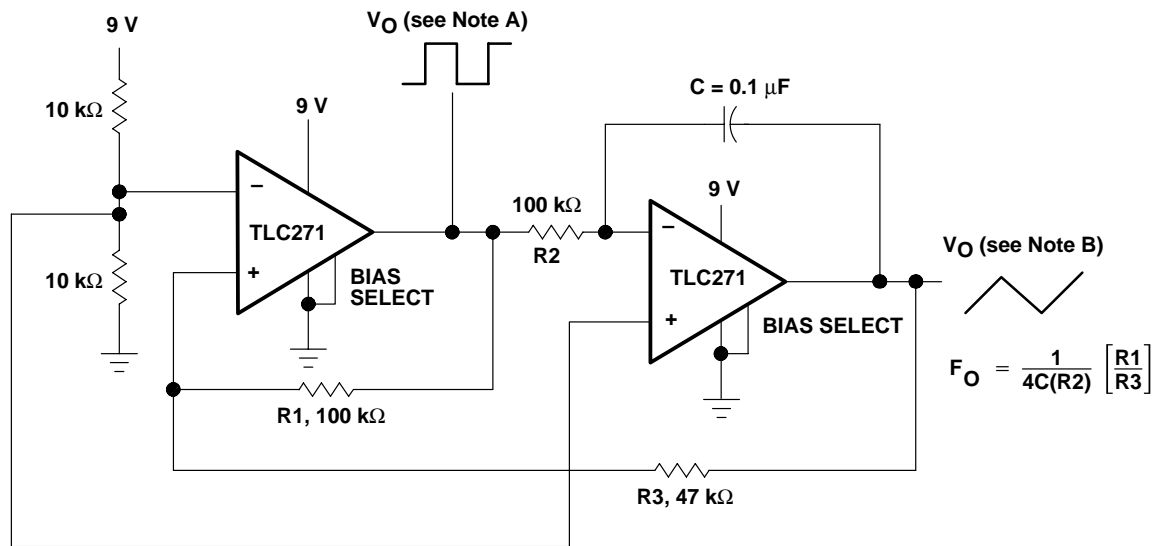 9 V
VO (see Note A)
10 kΩ
9 V
C = 0.1 μF
−
TLC271
+
10 kΩ
BIAS
SELECT
100 kΩ
R2
9 V
−
TLC271
+
BIAS SELECT
VO (see Note B)
FO = 1 / 4C(R2) [R1 / R3]
R1, 100 kΩ
R3, 47 kΩ